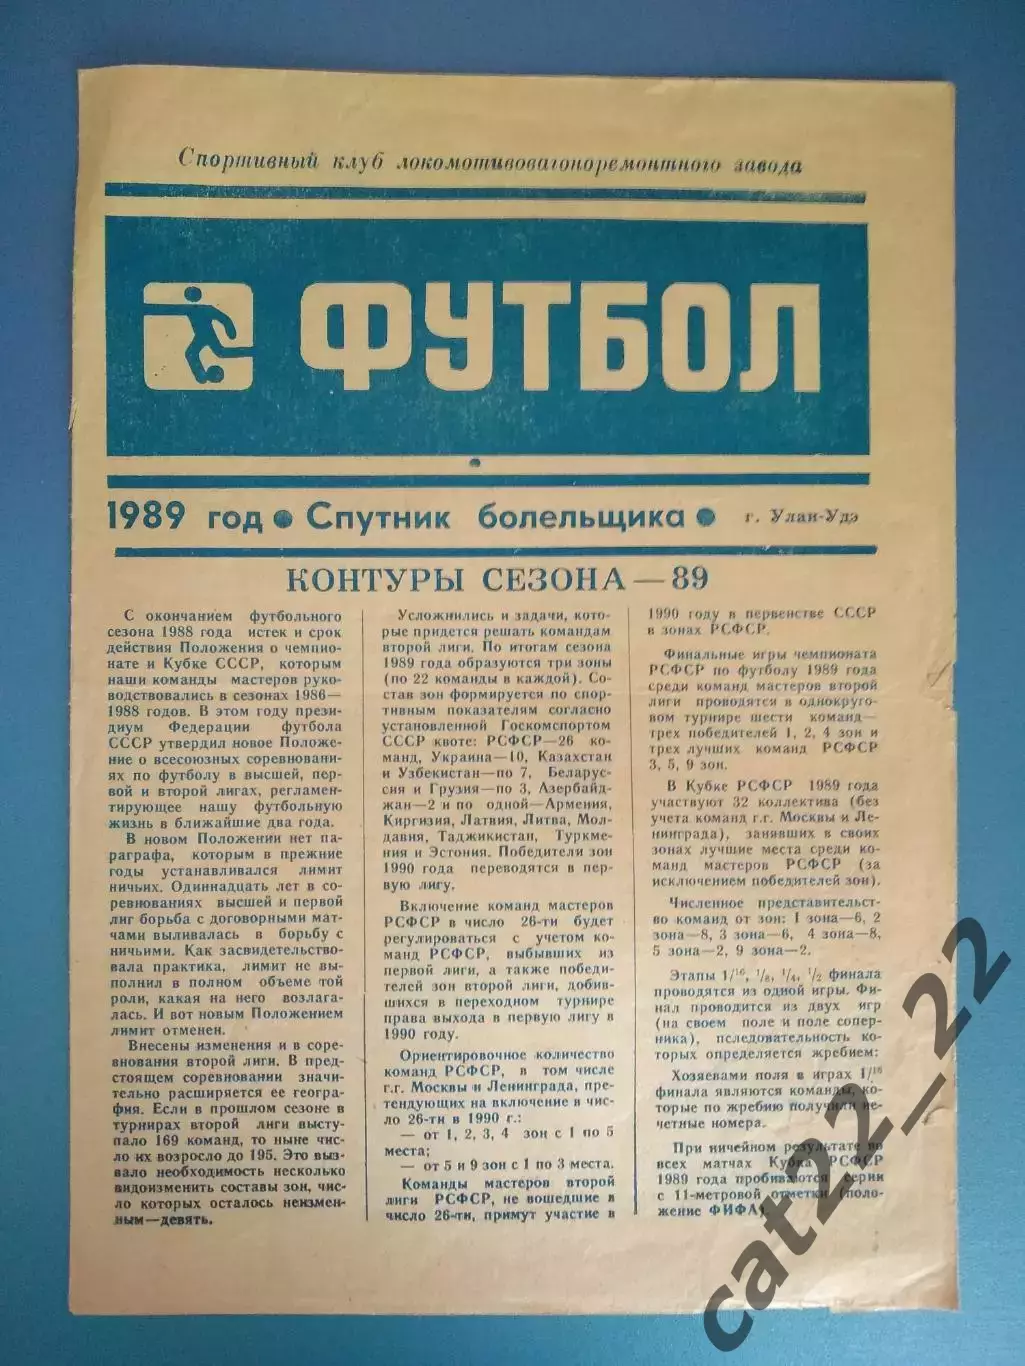 Спортивный клуб локомотивовагоноремонтного завода
ФУТБОЛ
1989 год • Спутник болельщика • г. Улан-Удэ
КОНТУРЫ СЕЗОНА — 89
С окончанием футбольного
сезона 1988 года истек и срок
действия Положения о чемпио-
нате и Кубке СССР, которым
наши команды мастеров руко-
водствовались в сезонах 1986—
1988 годов. В этом году прези-
диум Федерации футбола
СССР утвердил новое Положе-
ние о всесоюзных соревновани-
ях по футболу в высшей, пер-
вой и второй лигах, регламен-
тирующее нашу футбольную
жизнь в ближайшие два года.
В новом Положении нет па-
раграфа, которым в прежние
годы устанавливался лимит
ничьих. Одиннадцать лет в со-
ревнованиях высшей и первой
лиг борьба с договорными мат-
чами выливалась в борьбу с
ничьими. Как засвидетельство-
вала практика, лимит не вы-
полнил в полном объеме той
роли, какая на него возлага-
лась. И вот новым Положением
лимит отменен.
Внесены изменения и в соре-
внования второй лиги. В пред-
стоящем соревновании значи-
тельно расширяется ее геогра-
фия. Если в прошлом сезоне в
турнирах второй лиги высту-
пало 169 команд, то ныне чис-
ло их возросло до 195. Это вы-
звало необходимость несколько
видоизменить составы зон, чис-
ло которых осталось неизмен-
ным—девять.
Усложнились и задачи, кото-
рые придется решать командам
второй лиги. По итогам сезона
1989 года образуются три зоны
(по 22 команды в каждой). Со-
став зон формируется по спор-
тивным показателям согласно
установленной Госкомспортом
СССР квоте: РСФСР—26 ко-
манд, Украина—10, Казахстан
и Узбекистан—по 7, Беларус-
сия и Грузия—по 3, Азербайд-
жан—2 и по одной—Армения,
Киргизия, Латвия, Литва, Мол-
давия, Таджикистан, Туркме-
ния и Эстония. Победители зон
1990 года переводятся в пер-
вую лигу.
Включение команд мастеров
РСФСР в число 26-ти будет
регулироваться с учетом ко-
манд РСФСР, выбывших из
первой лиги, а также победи-
телей зон второй лиги, добив-
шихся в переходном турнире
права выхода в первую лигу в
1990 году.
Ориентировочное количество
команд РСФСР, в том числе
г.г. Москвы и Ленинграда, пре-
тендующих на включение в чис-
ло 26-ти в 1990 г.:
— от 1, 2, 3, 4 зон с 1 по 5
места;
— от 5 и 9 зон с 1 по 3 места.
Команды мастеров второй
лиги РСФСР, не вошедшие в
число 26-ти, примут участие в
1990 году в первенстве СССР
в зонах РСФСР.
Финальные игры чемпионата
РСФСР по футболу 1989 года
среди команд мастеров второй
лиги проводятся в однокруго-
вом турнире шести команд—
трех победителей 1, 2, 4 зон и
трех лучших команд РСФСР
3, 5, 9 зон.
В Кубке РСФСР 1989 года
участвуют 32 коллектива (без
учета команд г.г. Москвы и Ле-
нинграда), занявших в своих
зонах лучшие места среди ко-
манд мастеров РСФСР (за
исключением победителей зон).
Численное представительст-
во команд от зон: 1 зона—6, 2
зона—8, 3 зона—6, 4 зона—8,
5 зона—2, 9 зона—2.
Этапы 1/16, 1/8, 1/4, 1/2 финала
проводятся из одной игры. Фи-
нал проводится из двух игр
(на своем поле и поле сопер-
ника), пследовательность ко-
торых определяется жребием:
Хозяевами поля в играх 1/16
финала являются команды, ко-
торые по жребию получили не-
четные номера.
При ничейном результате во
всех матчах Кубка РСФСР
1989 года пробиваются серии
с 11-метровой отметки (поло-
жение ФИФА)
cat22_22